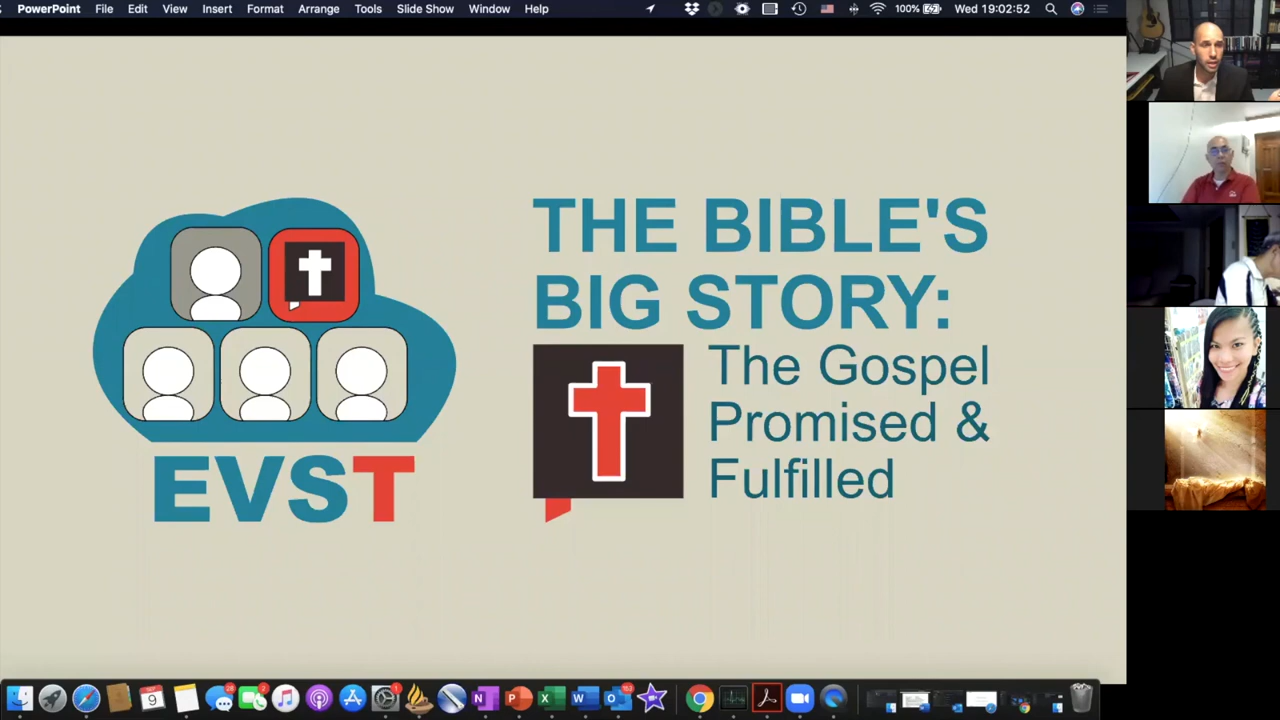 PowerPoint File Edit View Insert Format Arrange Tools Slide Show Window Help 100% Wed 19:02:52
THE BIBLE'S
BIG STORY:
The Gospel
Promised &
Fulfilled
EVST
9